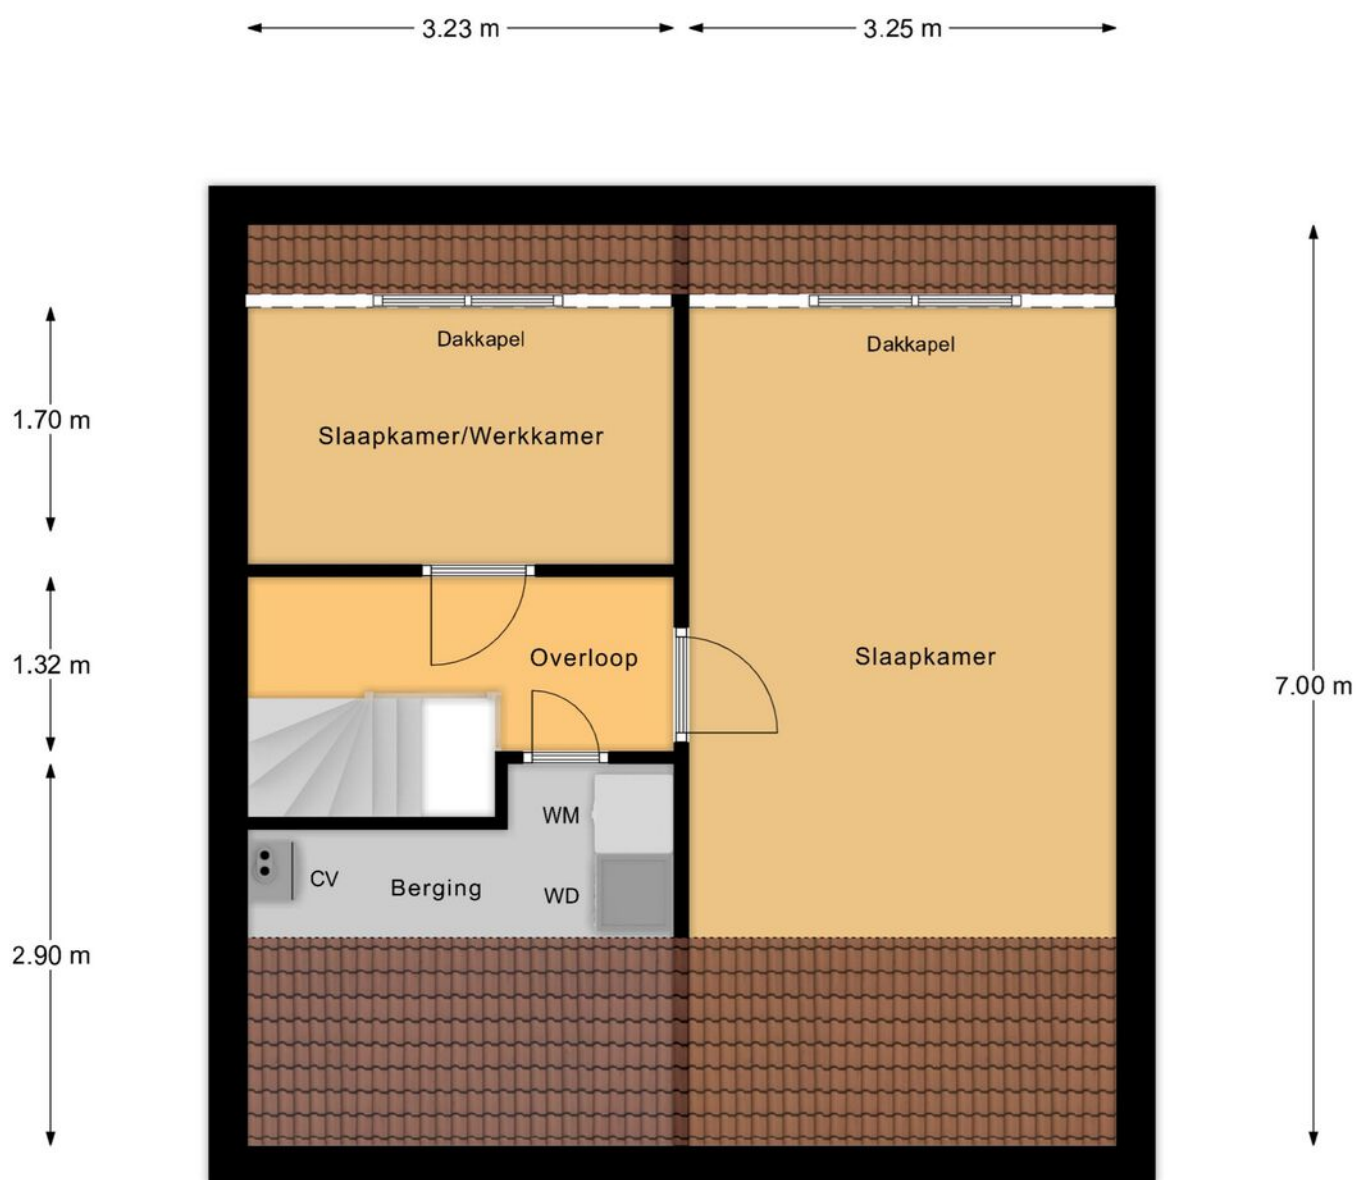 3.23 m
3.25 m
Dakkapel
Dakkapel
1.70 m
Slaapkamer/Werkkamer
1.32 m
Overloop
Slaapkamer
7.00 m
WM
CV
Berging
WD
2.90 m